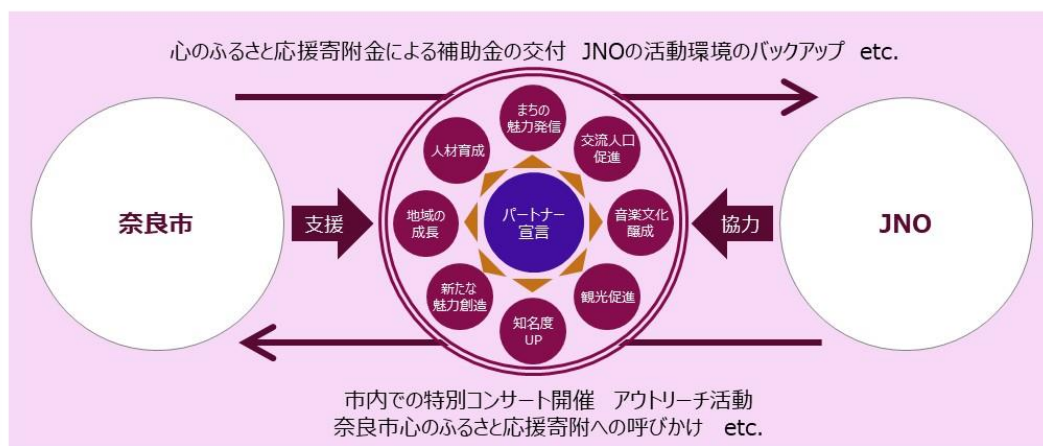 心のふるさと応援寄附金による補助金の交付 JNOの活動環境のバックアップ etc.
奈良市
支援
まちの
魅力発信
交流人口
促進
音楽文化
醸成
観光促進
知名度
UP
新たな
魅力創造
地域の
成長
人材育成
パートナー
宣言
協力
JNO
市内での特別コンサート開催 アウトリーチ活動
奈良市心のふるさと応援寄附への呼びかけ etc.